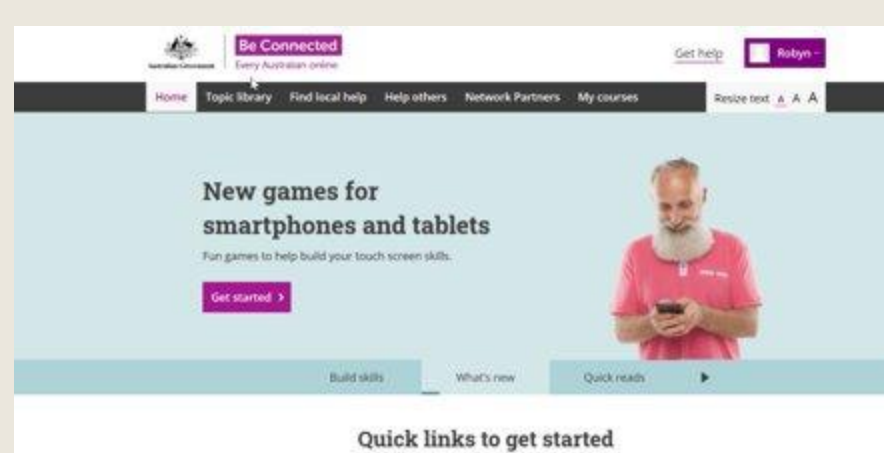 Be Connected
Every Australian online
Get help
Robyn
Home Topic library Find local help Help others Network Partners My courses
Resize text A A A
New games for
smartphones and tablets
Fun games to help build your touch screen skills.
Get started >
Build skills What's new Quick reads
Quick links to get started